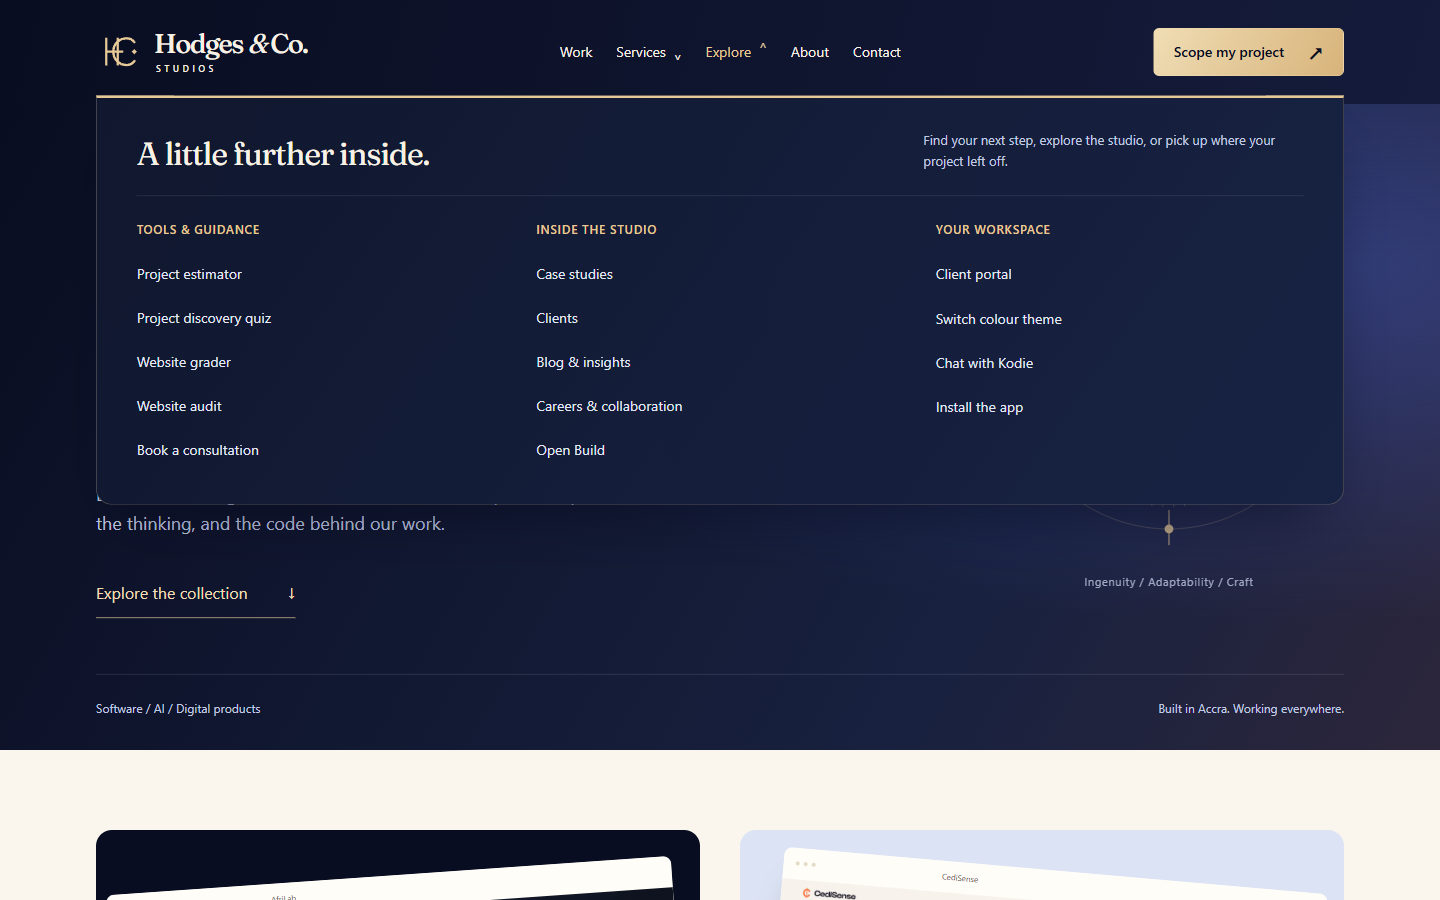 Hodges & Co.
STUDIOS
Work
Services
Explore
About
Contact
Scope my project
A little further inside.
Find your next step, explore the studio, or pick up where your
project left off.
TOOLS & GUIDANCE
Project estimator
Project discovery quiz
Website grader
Website audit
Book a consultation
INSIDE THE STUDIO
Case studies
Clients
Blog & insights
Careers & collaboration
Open Build
YOUR WORKSPACE
Client portal
Switch colour theme
Chat with Kodie
Install the app
the thinking, and the code behind our work.
Explore the collection
Ingenuity / Adaptability / Craft
Software / AI / Digital products
Built in Accra. Working everywhere.
CediSense
CediSense